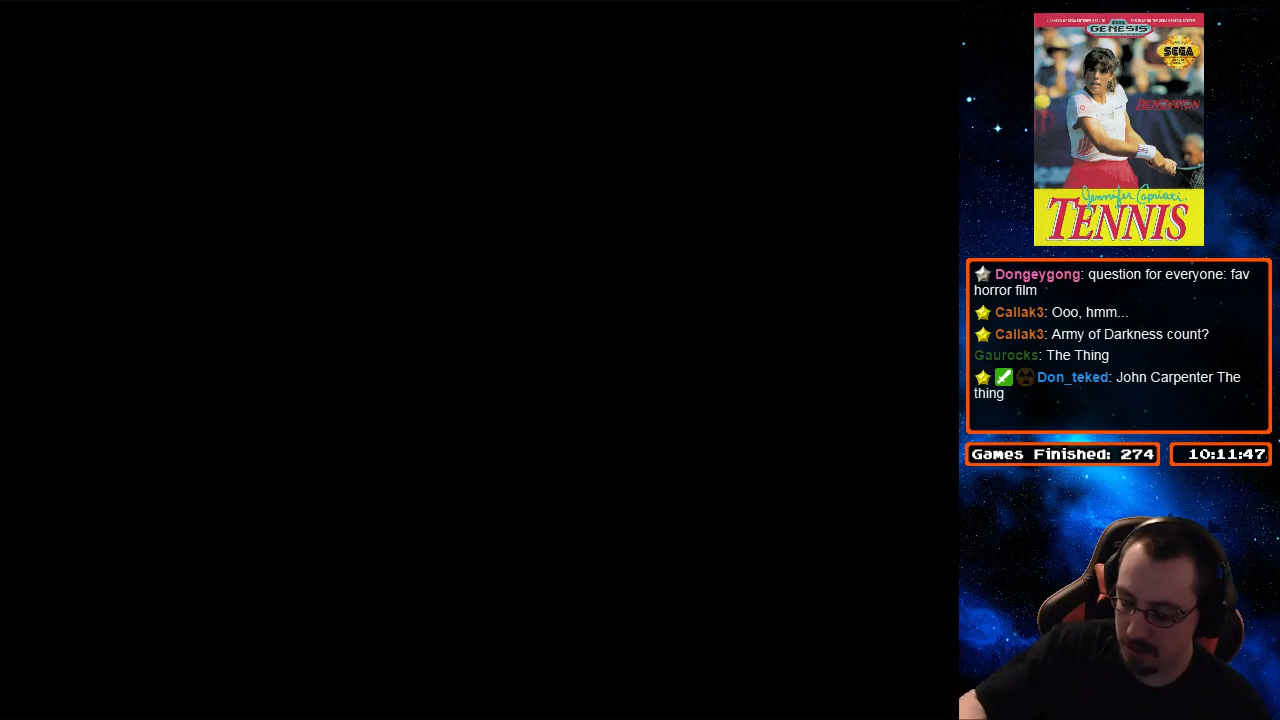 GENESIS
SEGA
RENOVATION
Jennifer Capriati
TENNIS
Dongeygong: question for everyone: fav
horror film
Callak3: Ooo, hmm...
Callak3: Army of Darkness count?
Gaurocks: The Thing
Don_teked: John Carpenter The
thing
Games Finished: 274
10:11:47